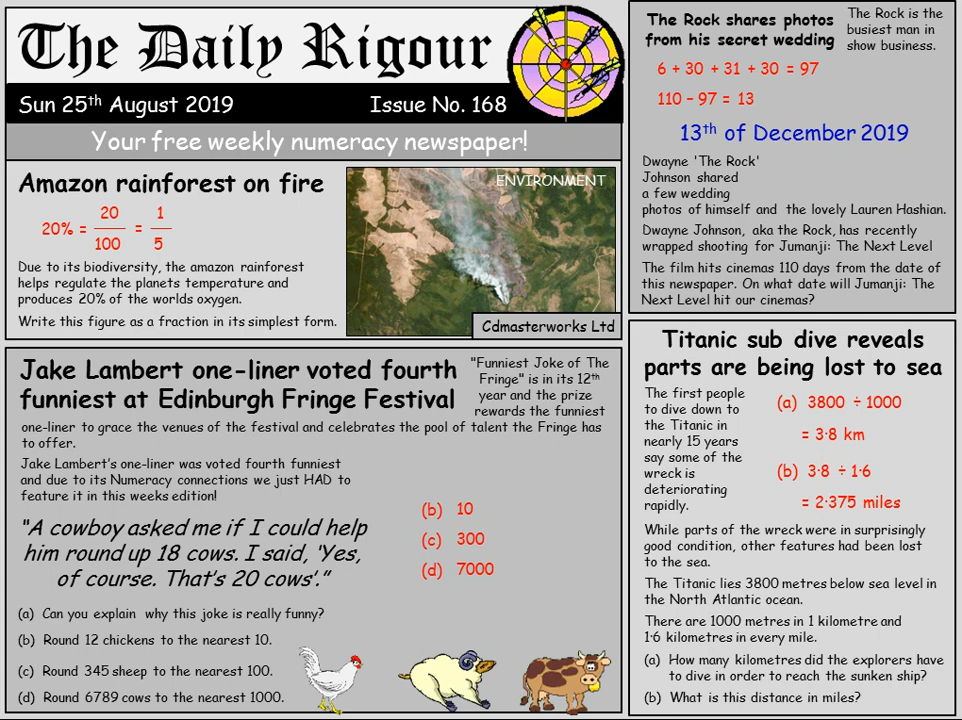 The Daily Rigour
Sun 25th August 2019 Issue No. 168
Your free weekly numeracy newspaper!
Amazon rainforest on fire
20% = 20/100 = 1/5
Due to its biodiversity, the amazon rainforest
helps regulate the planets temperature and
produces 20% of the worlds oxygen.
Write this figure as a fraction in its simplest form.
ENVIRONMENT
Cdmasterworks Ltd
Jake Lambert one-liner voted fourth
funniest at Edinburgh Fringe Festival
"Funniest Joke of The
Fringe" is in its 12th
year and the prize
rewards the funniest
one-liner to grace the venues of the festival and celebrates the pool of talent the Fringe has
to offer.
Jake Lambert's one-liner was voted fourth funniest
and due to its Numeracy connections we just HAD to
feature it in this weeks edition!
"A cowboy asked me if I could help
him round up 18 cows. I said, 'Yes,
of course. That's 20 cows'."
(b) 10
(c) 300
(d) 7000
(a) Can you explain why this joke is really funny?
(b) Round 12 chickens to the nearest 10.
(c) Round 345 sheep to the nearest 100.
(d) Round 6789 cows to the nearest 1000.
The Rock shares photos
from his secret wedding
The Rock is the
busiest man in
show business.
6 + 30 + 31 + 30 = 97
110 – 97 = 13
13th of December 2019
Dwayne 'The Rock'
Johnson shared
a few wedding
photos of himself and the lovely Lauren Hashian.
Dwayne Johnson, aka the Rock, has recently
wrapped shooting for Jumanji: The Next Level
The film hits cinemas 110 days from the date of
this newspaper. On what date will Jumanji: The
Next Level hit our cinemas?
Titanic sub dive reveals
parts are being lost to sea
The first people
to dive down to
the Titanic in
nearly 15 years
say some of the
wreck is
deteriorating
rapidly.
(a) 3800 ÷ 1000
= 3·8 km
(b) 3·8 ÷ 1·6
= 2·375 miles
While parts of the wreck were in surprisingly
good condition, other features had been lost
to the sea.
The Titanic lies 3800 metres below sea level in
the North Atlantic ocean.
There are 1000 metres in 1 kilometre and
1·6 kilometres in every mile.
(a) How many kilometres did the explorers have
to dive in order to reach the sunken ship?
(b) What is this distance in miles?